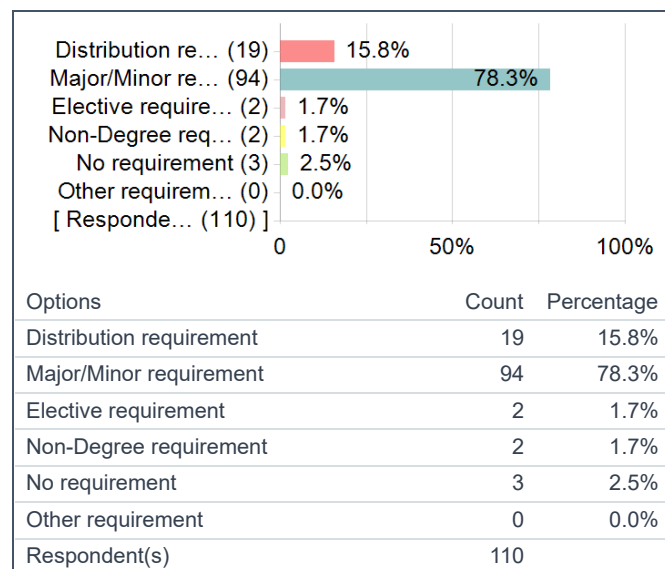 Distribution re… (19) 15.8%
Major/Minor re… (94) 78.3%
Elective require… (2) 1.7%
Non-Degree req… (2) 1.7%
No requirement (3) 2.5%
Other requirem… (0) 0.0%
[ Responde… (110) ]
0 50% 100%
Options Count Percentage
Distribution requirement 19 15.8%
Major/Minor requirement 94 78.3%
Elective requirement 2 1.7%
Non-Degree requirement 2 1.7%
No requirement 3 2.5%
Other requirement 0 0.0%
Respondent(s) 110